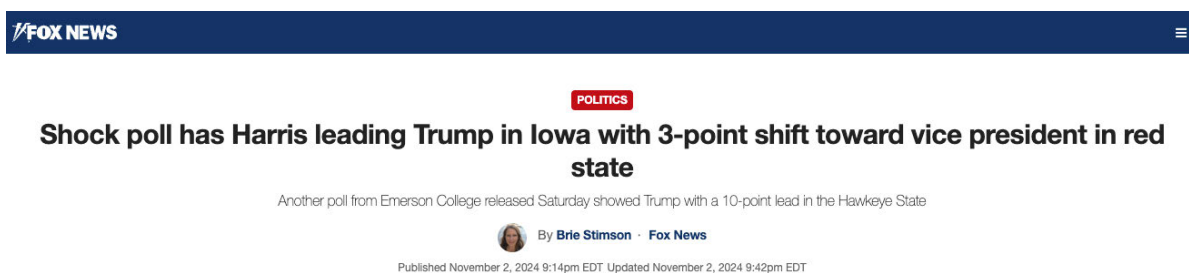 FOX NEWS
POLITICS
Shock poll has Harris leading Trump in Iowa with 3-point shift toward vice president in red
state
Another poll from Emerson College released Saturday showed Trump with a 10-point lead in the Hawkeye State
By Brie Stimson · Fox News
Published November 2, 2024 9:14pm EDT Updated November 2, 2024 9:42pm EDT